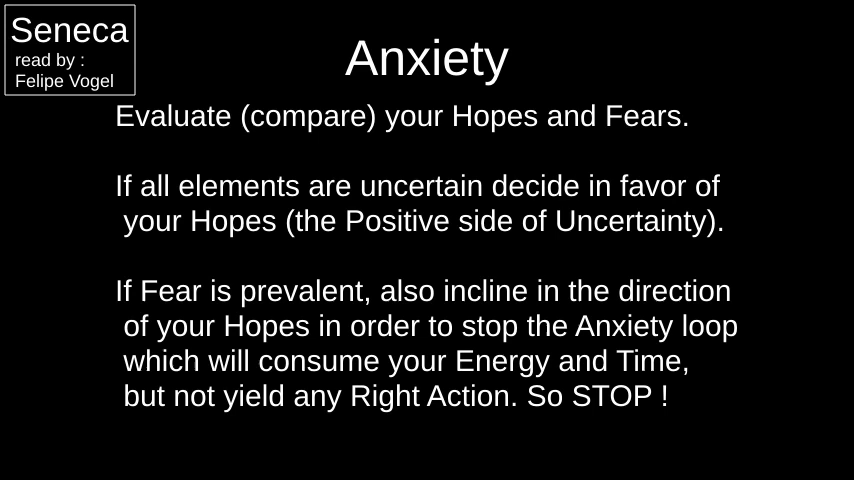 Seneca
read by :
Felipe Vogel
Anxiety
Evaluate (compare) your Hopes and Fears.
If all elements are uncertain decide in favor of
your Hopes (the Positive side of Uncertainty).
If Fear is prevalent, also incline in the direction
of your Hopes in order to stop the Anxiety loop
which will consume your Energy and Time,
but not yield any Right Action. So STOP !